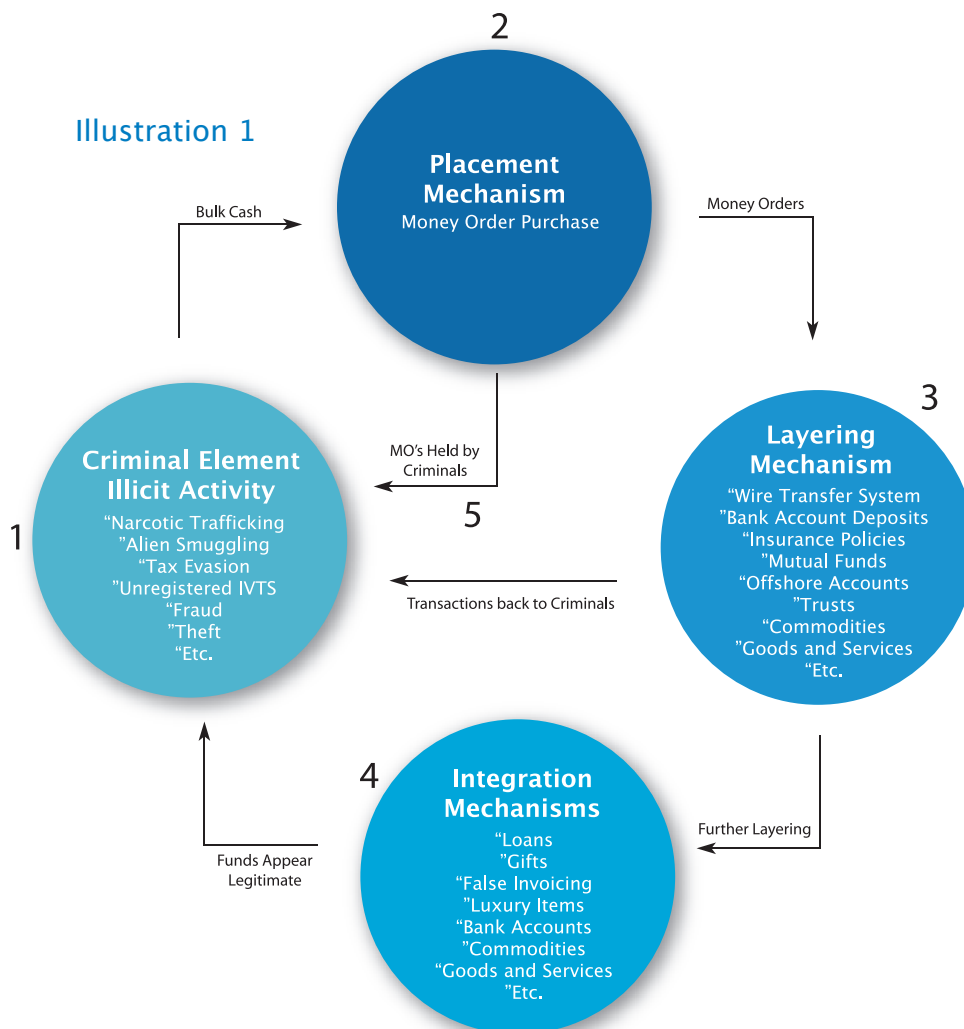 Illustration 1
2
Placement
Mechanism
Money Order Purchase
Bulk Cash
Money Orders
1
Criminal Element
Illicit Activity
“Narcotic Trafficking
”Alien Smuggling
“Tax Evasion
”Unregistered IVTS
“Fraud
”Theft
“Etc.
MO's Held by
Criminals
5
Transactions back to Criminals
3
Layering
Mechanism
“Wire Transfer System
”Bank Account Deposits
“Insurance Policies
”Mutual Funds
“Offshore Accounts
”Trusts
“Commodities
”Goods and Services
“Etc.
4
Integration
Mechanisms
“Loans
”Gifts
“False Invoicing
”Luxury Items
“Bank Accounts
”Commodities
“Goods and Services
”Etc.
Further Layering
Funds Appear
Legitimate